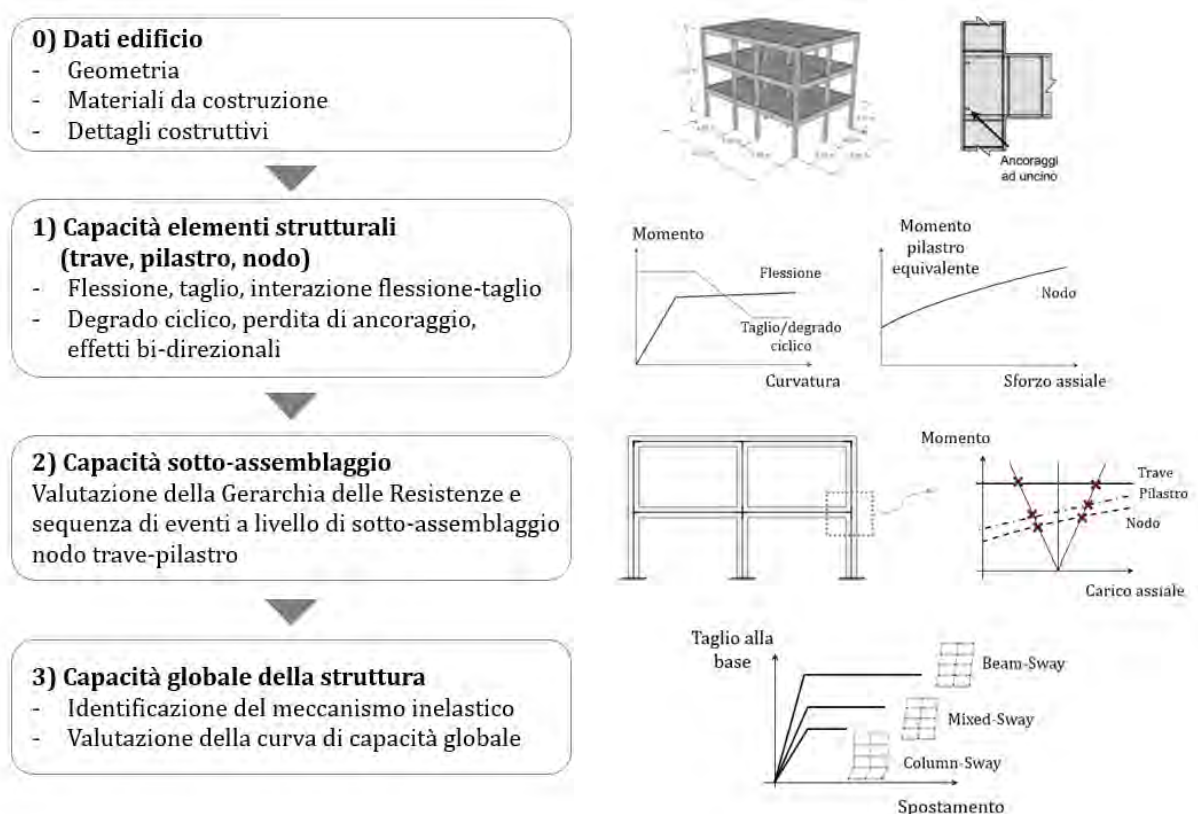 0) Dati edificio
- Geometria
- Materiali da costruzione
- Dettagli costruttivi
Ancoraggi
ad uncino
1) Capacità elementi strutturali
(trave, pilastro, nodo)
- Flessione, taglio, interazione flessione-taglio
- Degrado ciclico, perdita di ancoraggio,
effetti bi-direzionali
Momento
Flessione
Taglio/degrado
ciclico
Curvatura
Momento
pilastro
equivalente
Nodo
Sforzo assiale
2) Capacità sotto-assemblaggio
Valutazione della Gerarchia delle Resistenze e
sequenza di eventi a livello di sotto-assemblaggio
nodo trave-pilastro
Momento
Trave
Pilastro
Nodo
Carico assiale
3) Capacità globale della struttura
- Identificazione del meccanismo inelastico
- Valutazione della curva di capacità globale
Taglio alla
base
Beam-Sway
Mixed-Sway
Column-Sway
Spostamento